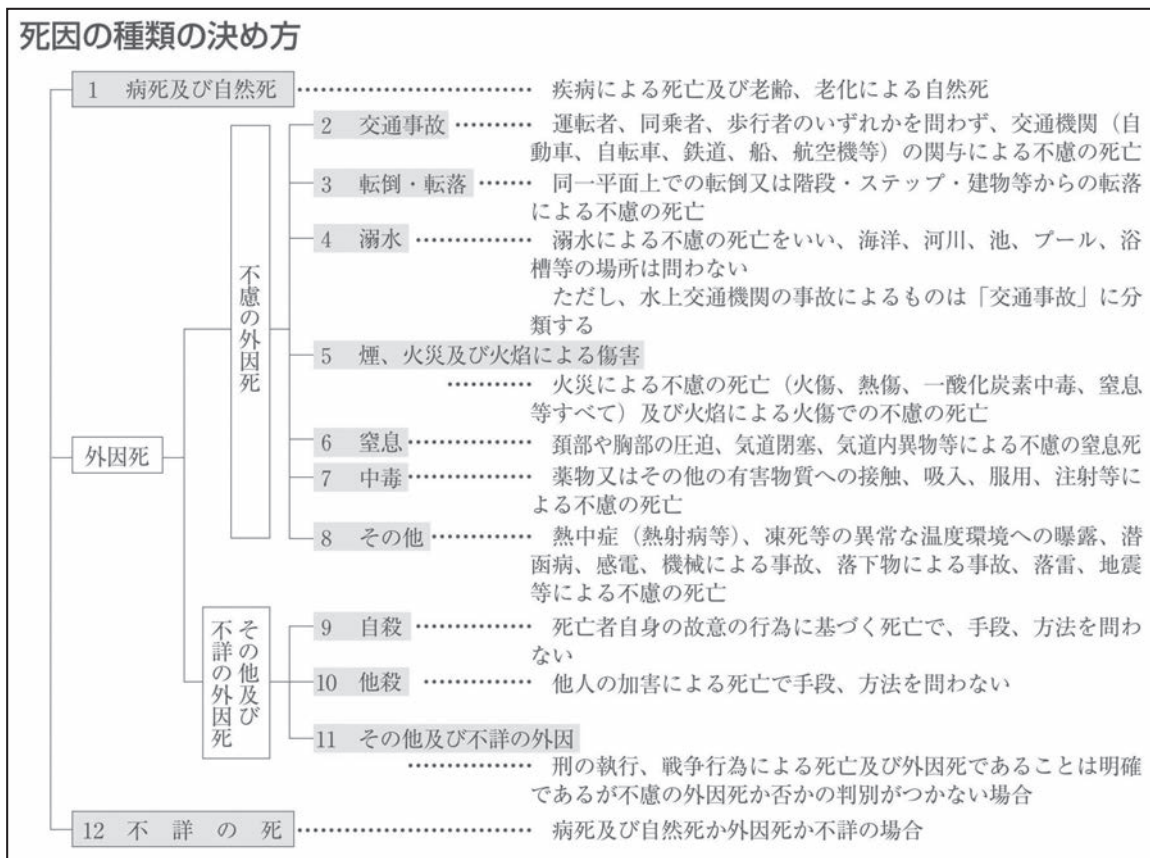 死因の種類の決め方
1 病死及び自然死 ‥‥‥‥ 疾病による死亡及び老齢、老化による自然死
外因死
不慮の外因死
2 交通事故 ‥‥‥‥ 運転者、同乗者、歩行者のいずれかを問わず、交通機関（自
動車、自転車、鉄道、船、航空機等）の関与による不慮の死亡
3 転倒・転落 ‥‥‥‥ 同一平面上での転倒又は階段・ステップ・建物等からの転落
による不慮の死亡
4 溺水 ‥‥‥‥ 溺水による不慮の死亡をいい、海洋、河川、池、プール、浴
槽等の場所は問わない
ただし、水上交通機関の事故によるものは「交通事故」に分
類する
5 煙、火災及び火焰による傷害
‥‥‥‥ 火災による不慮の死亡（火傷、熱傷、一酸化炭素中毒、窒息
等すべて）及び火焰による火傷での不慮の死亡
6 窒息 ‥‥‥‥ 頚部や胸部の圧迫、気道閉塞、気道内異物等による不慮の窒息死
7 中毒 ‥‥‥‥ 薬物又はその他の有害物質への接触、吸入、服用、注射等に
よる不慮の死亡
8 その他 ‥‥‥‥ 熱中症（熱射病等）、凍死等の異常な温度環境への曝露、潜
函病、感電、機械による事故、落下物による事故、落雷、地震
等による不慮の死亡
その他及び
不詳の外因死
9 自殺 ‥‥‥‥ 死亡者自身の故意の行為に基づく死亡で、手段、方法を問わ
ない
10 他殺 ‥‥‥‥ 他人の加害による死亡で手段、方法を問わない
11 その他及び不詳の外因
‥‥‥‥ 刑の執行、戦争行為による死亡及び外因死であることは明確
であるが不慮の外因死か否かの判別がつかない場合
12 不詳の死 ‥‥‥‥ 病死及び自然死か外因死か不詳の場合